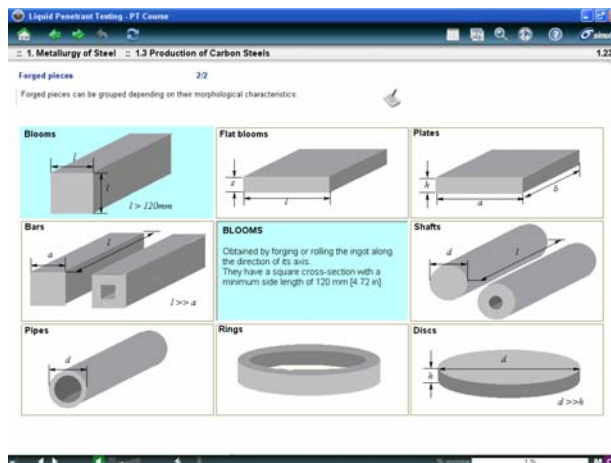 Liquid Penetrant Testing - PT Course
:: 1. Metallurgy of Steel :: 1.3 Production of Carbon Steels
1.23
Forged pieces 2/2
Forged pieces can be grouped depending on their morphological characteristics:
Blooms
l
l
l > 120mm
Flat blooms
l
Plates
h
a
b
Bars
a
l
l >> a
BLOOMS
Obtained by forging or rolling the ingot along
the direction of its axis.
They have a square cross-section with a
minimum side length of 120 mm [4.72 in]
Shafts
d
l
Pipes
d
Rings
Discs
d
h
d >>h